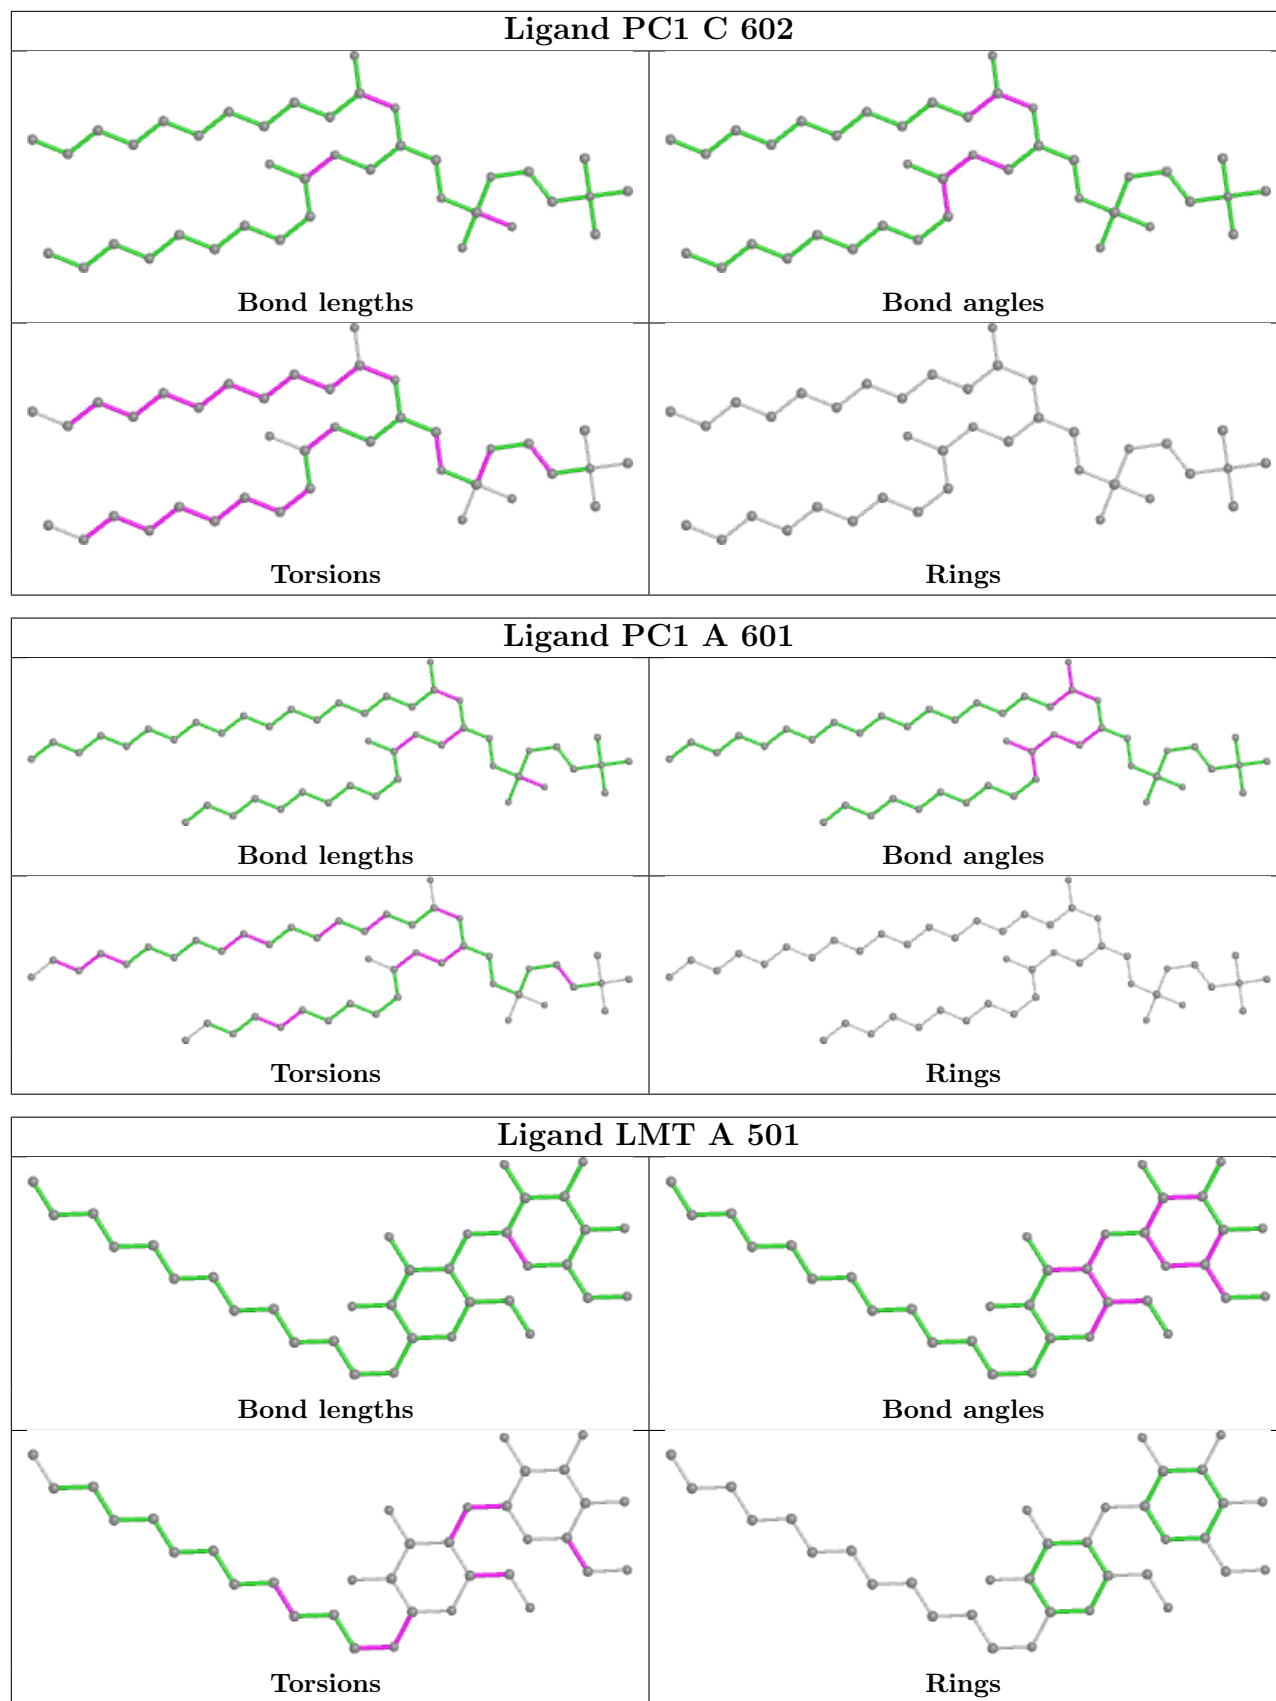 Ligand PC1 C 602
Bond lengths
Bond angles
Torsions
Rings
Ligand PC1 A 601
Bond lengths
Bond angles
Torsions
Rings
Ligand LMT A 501
Bond lengths
Bond angles
Torsions
Rings